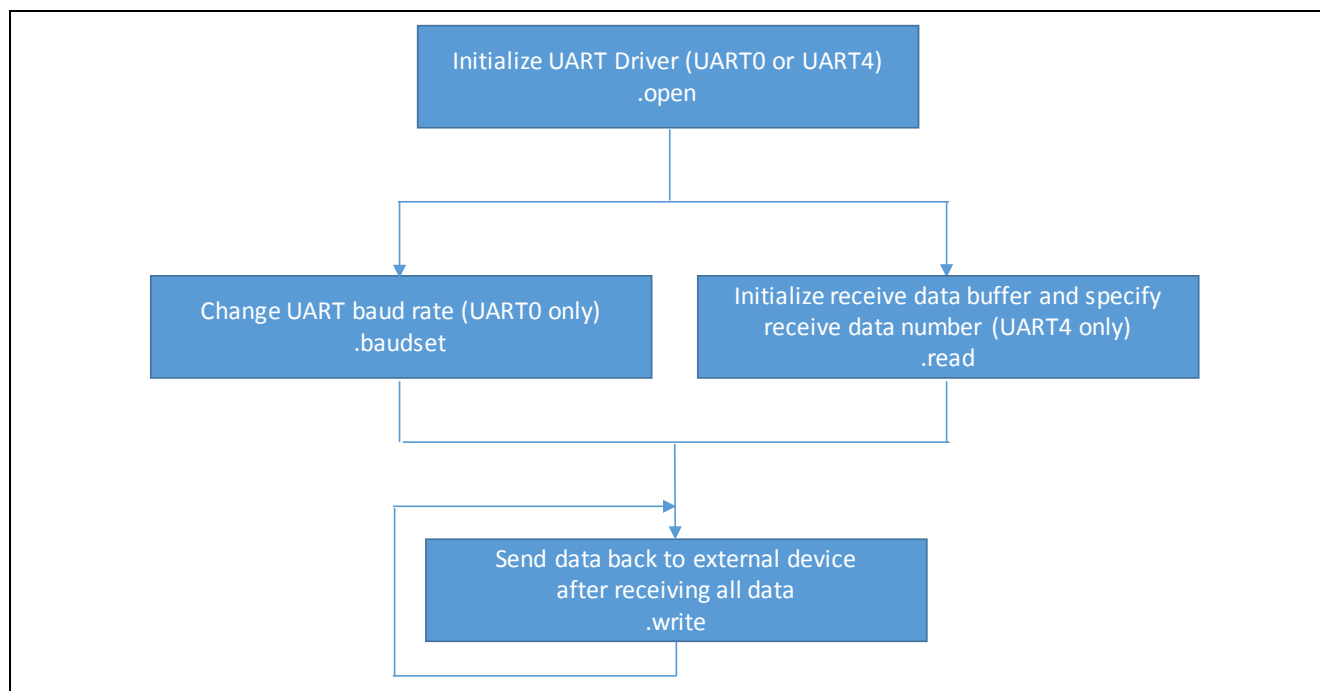 Initialize UART Driver (UART0 or UART4)
.open
Change UART baud rate (UART0 only)
.baudset
Initialize receive data buffer and specify
receive data number (UART4 only)
.read
Send data back to external device
after receiving all data
.write